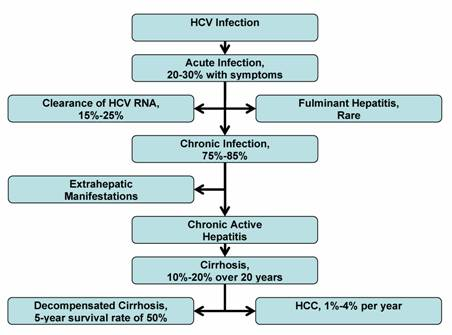 HCV Infection
Acute Infection,
20-30% with symptoms
Clearance of HCV RNA,
15%-25%
Fulminant Hepatitis,
Rare
Chronic Infection,
75%-85%
Extrahepatic
Manifestations
Chronic Active
Hepatitis
Cirrhosis,
10%-20% over 20 years
Decompensated Cirrhosis,
5-year survival rate of 50%
HCC, 1%-4% per year